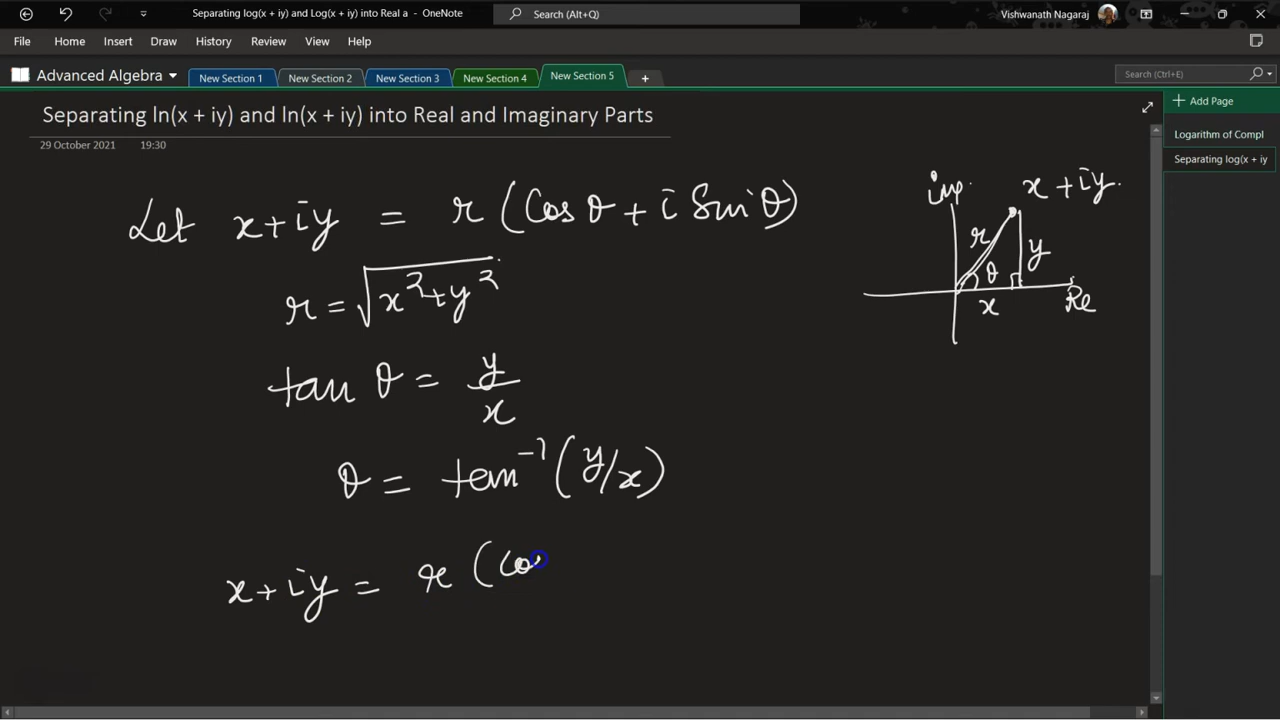 Separating log(x + iy) and Log(x + iy) into Real a - OneNote
Search (Alt+Q)
Vishwanath Nagaraj
File Home Insert Draw History Review View Help
Advanced Algebra
New Section 1 New Section 2 New Section 3 New Section 4 New Section 5 +
Search (Ctrl+E)
Separating ln(x + iy) and ln(x + iy) into Real and Imaginary Parts
29 October 2021 19:30
Add Page
Logarithm of Compl
Separating log(x + iy
Let x+iy = r (Cos θ + i Sin θ)
r = √x²+y²
tan θ = y/x
θ = tan⁻¹ (y/x)
x+iy = r (Co
imp.
x + iy.
r
θ
y
x
Re